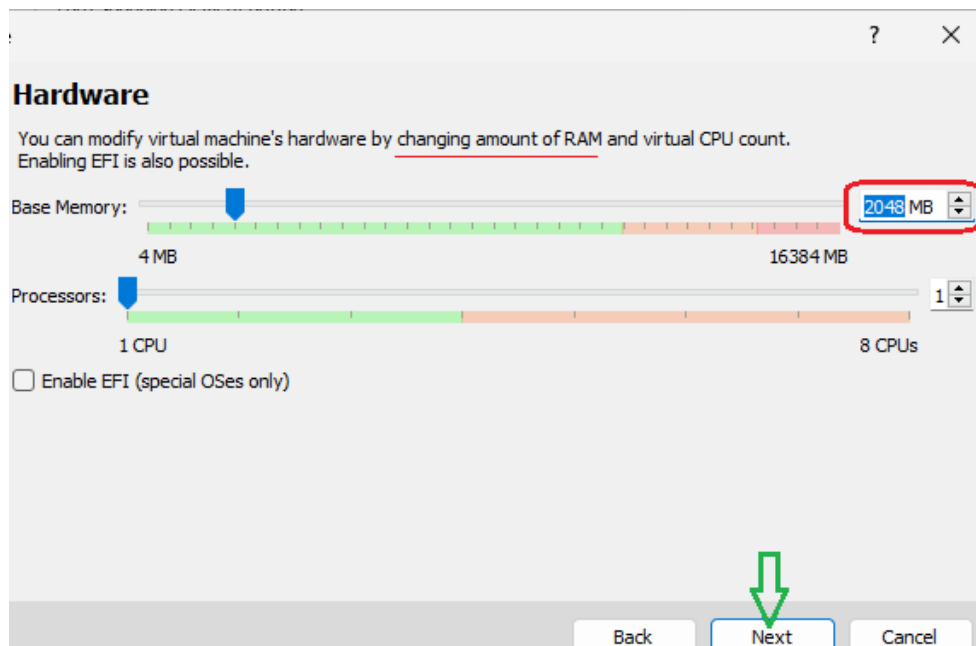 ?
Hardware
You can modify virtual machine's hardware by changing amount of RAM and virtual CPU count.
Enabling EFI is also possible.
Base Memory: 2048 MB
4 MB 16384 MB
Processors: 1
1 CPU 8 CPUs
Enable EFI (special OSes only)
Back Next Cancel